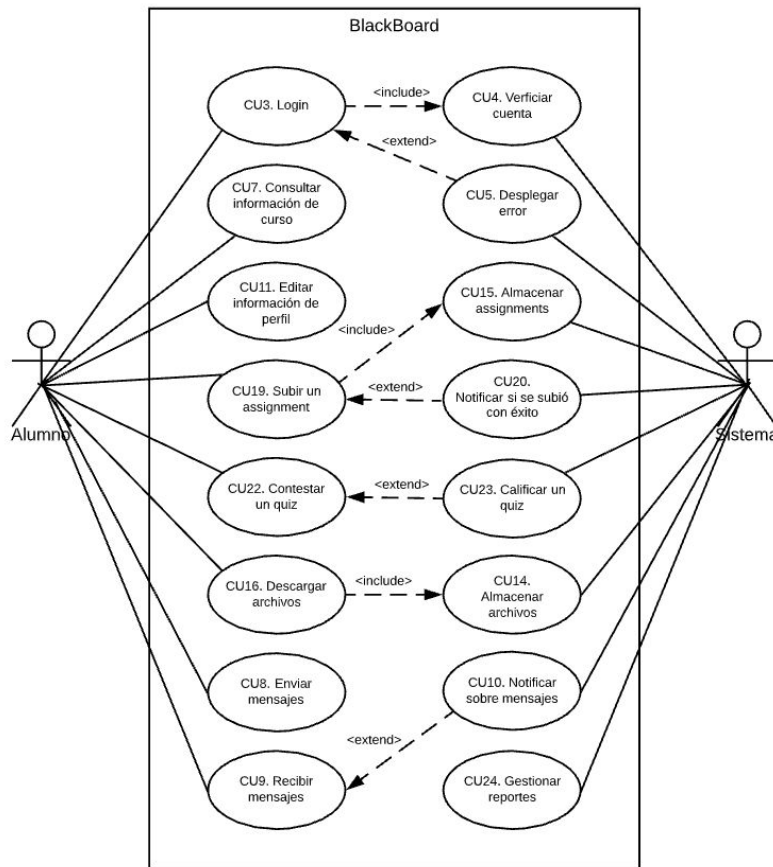 BlackBoard
CU3. Login
<include>
CU4. Verficiar
cuenta
<extend>
CU7. Consultar
información de
curso
CU5. Desplegar
error
CU11. Editar
información de
perfil
CU15. Almacenar
assignments
<include>
CU19. Subir un
assignment
<extend>
CU20.
Notificar si se subió
con éxito
Alumno
Sistema
CU22. Contestar
un quiz
<extend>
CU23. Calificar un
quiz
CU16. Descargar
archivos
<include>
CU14.
Almacenar
archivos
CU8. Enviar
mensajes
CU10. Notificar
sobre mensajes
<extend>
CU9. Recibir
mensajes
CU24. Gestionar
reportes